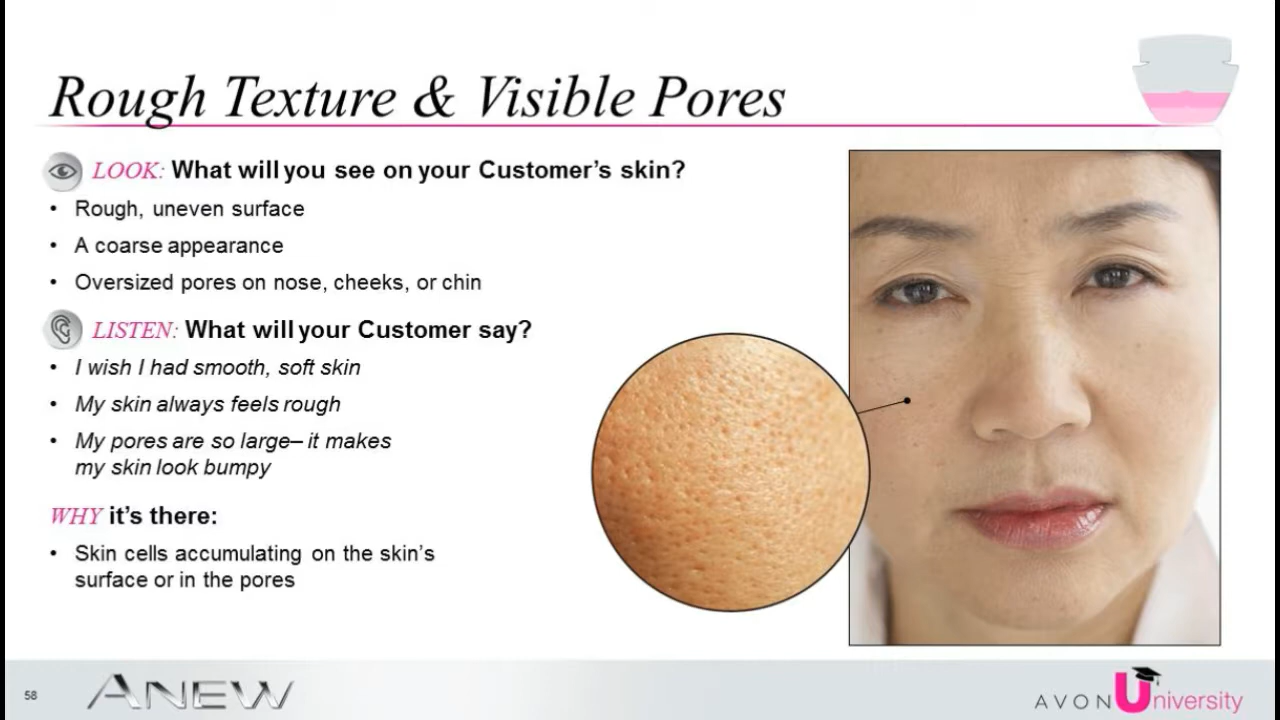 Rough Texture & Visible Pores
LOOK: What will you see on your Customer's skin?
• Rough, uneven surface
• A coarse appearance
• Oversized pores on nose, cheeks, or chin
LISTEN: What will your Customer say?
• I wish I had smooth, soft skin
• My skin always feels rough
• My pores are so large– it makes
my skin look bumpy
WHY it's there:
• Skin cells accumulating on the skin's
surface or in the pores
58
ANEW
AVON University